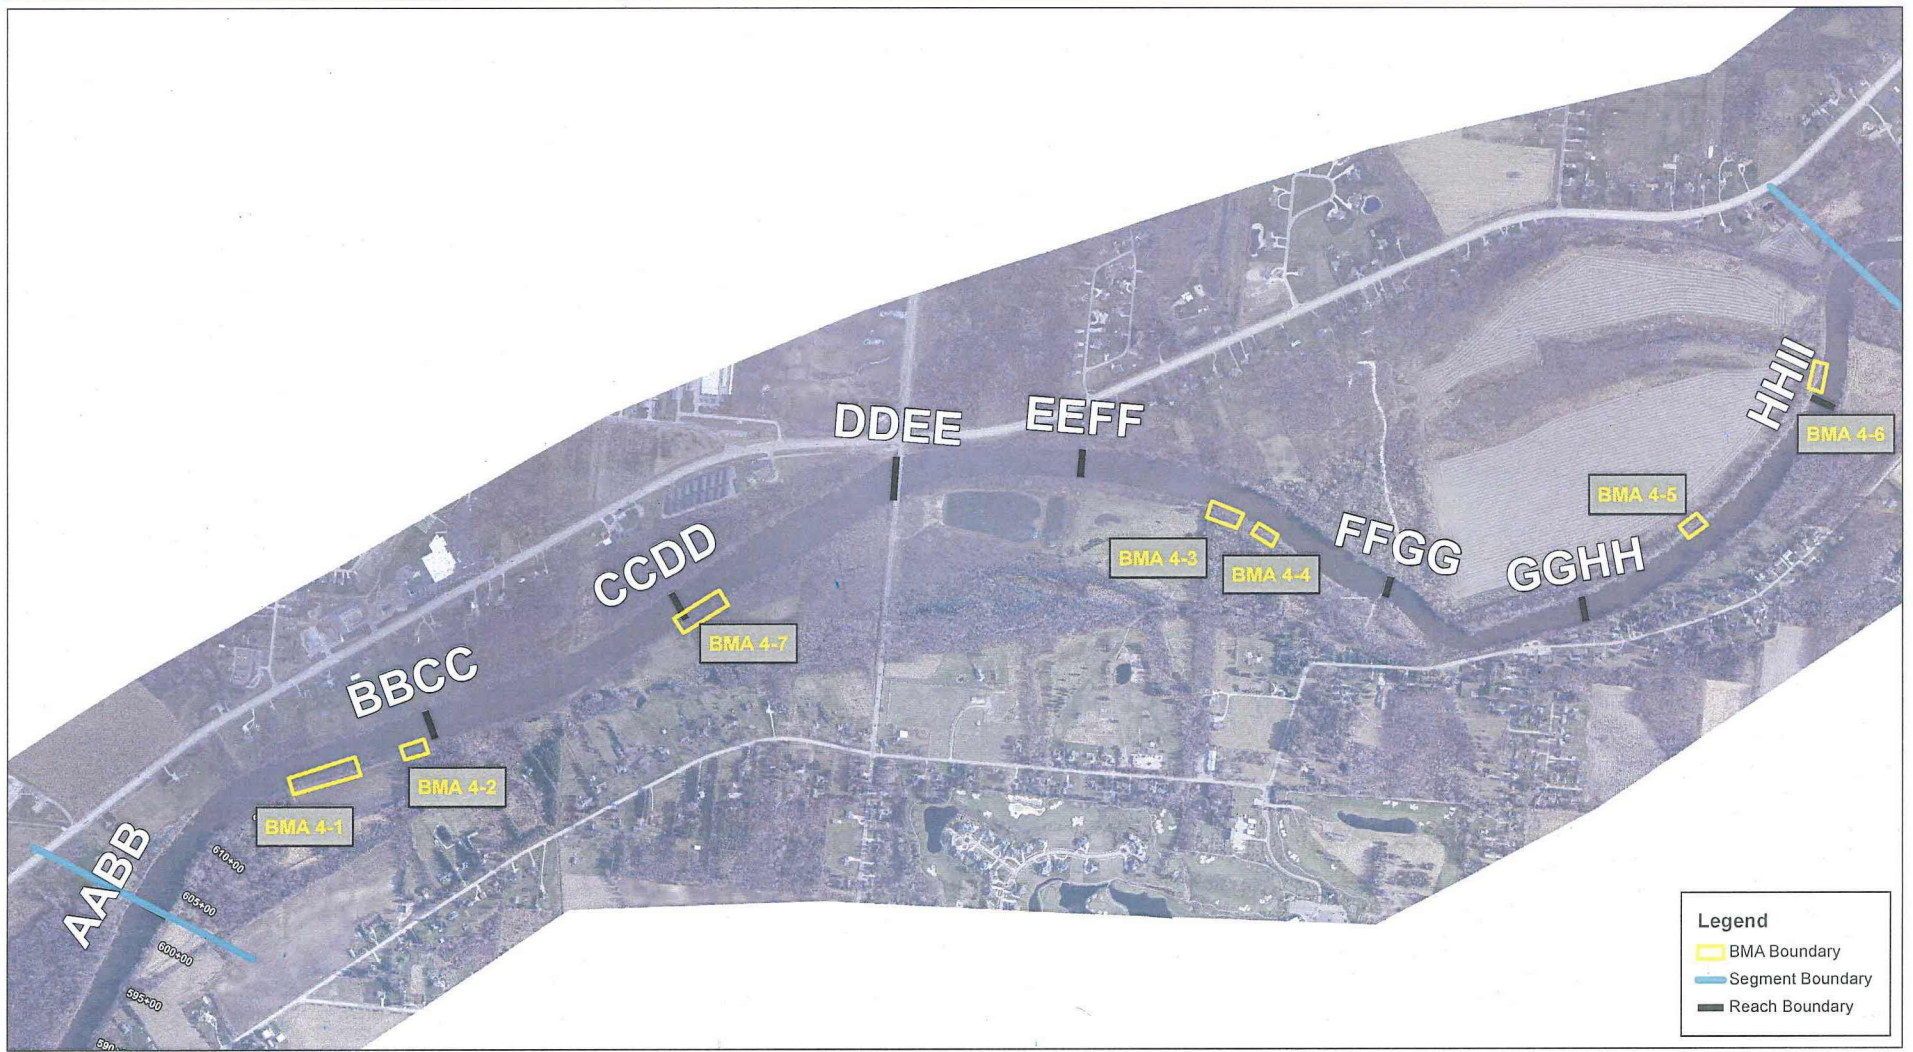 HHII
DDEE
EEFF
BMA 4-6
BMA 4-5
CCDD
FFGG
BMA 4-3
BMA 4-4
GGHH
BMA 4-7
BBCC
BMA 4-2
BMA 4-1
AABB
610+00
605+00
600+00
595+00
Legend
BMA Boundary
Segment Boundary
Reach Boundary